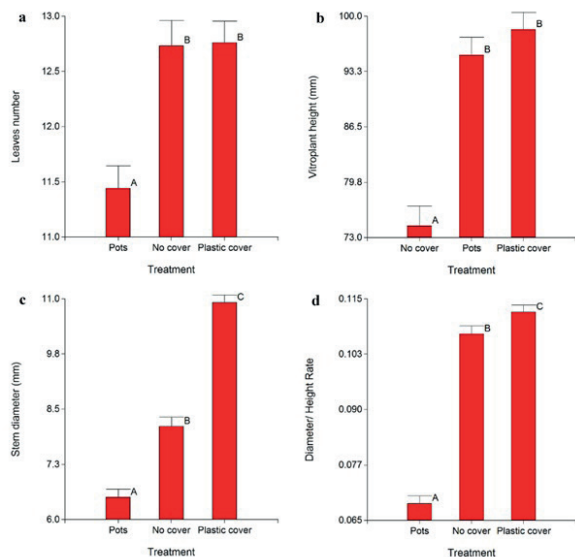 a
13.0
12.5
12.0
11.5
11.0
Leaves number
A
B
B
Pots No cover Plastic cover
Treatment
b
100.0
93.3
86.5
79.8
73.0
Vitroplant height (mm)
A
B
B
No cover Pots Plastic cover
Treatment
c
11.0
9.8
8.5
7.3
6.0
Stem diameter (mm)
A
B
C
Pots No cover Plastic cover
Treatment
d
0.115
0.103
0.090
0.077
0.065
Diameter/ Height Rate
A
B
C
Pots No cover Plastic cover
Treatment